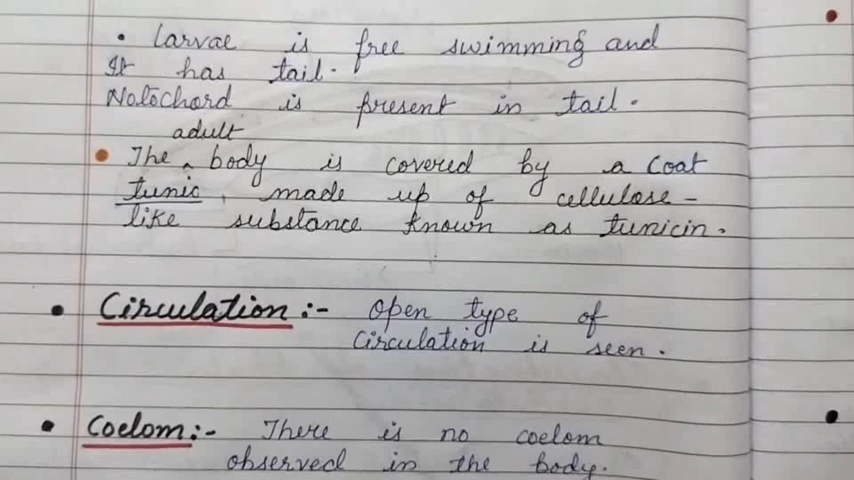 • Larvae is free swimming and
It has tail.
Notochord is present in tail.
adult
• The ^ body is covered by a coat
tunic, made up of cellulose -
like substance known as tunicin.
• Circulation :- Open type of
circulation is seen.
• Coelom :- There is no coelom
observed in the body.